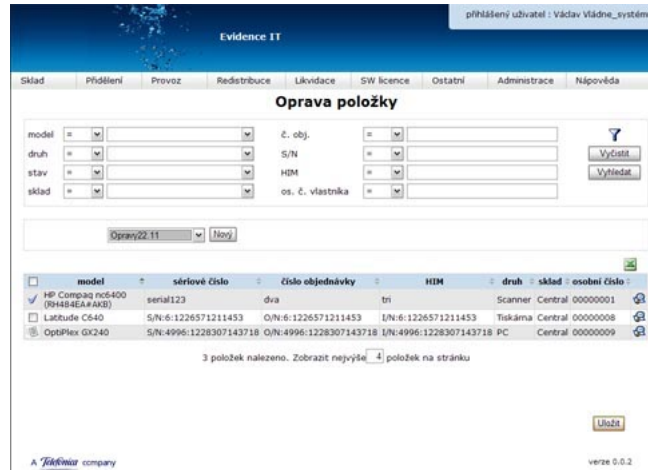 přihlášený uživatel : Václav Vládne_systém
Evidence IT
Sklad Přidělení Provoz Redistribuce Likvidace SW licence Ostatní Administrace Nápověda
Oprava položky
model = č. obj. =
druh = S/N = Vyčistit
stav = HIM = Vyhledat
sklad = os. č. vlastníka =
Opravy22.11 Nový
model sériové číslo číslo objednávky HIM druh sklad osobní číslo
HP Compaq nc6400 (RH484EA#AKB) serial123 dva tri Scanner Central 00000001
Latitude C640 S/N:6:1226571211453 O/N:6:1226571211453 I/N:6:1226571211453 Tiskárna Central 00000008
OptiPlex GX240 S/N:4996:1228307143718 O/N:4996:1228307143718 I/N:4996:1228307143718 PC Central 00000009
3 položek nalezeno. Zobrazit nejvýše 4 položek na stránku
Uložit
A Telefónica company verze 0.0.2